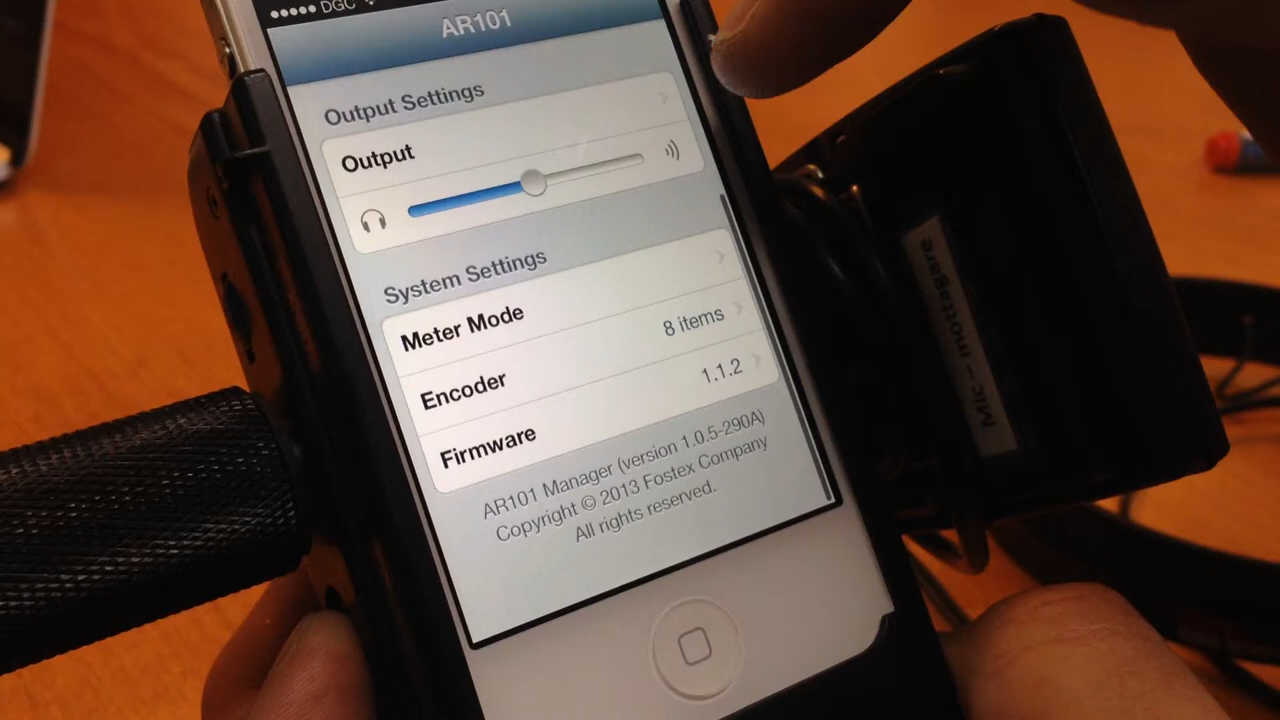 DGC
AR101
Output Settings
Output
System Settings
Meter Mode
Encoder 8 items
Firmware 1.1.2
AR101 Manager (version 1.0.5-290A)
Copyright © 2013 Fostex Company
All rights reserved.
Mic – mottagare